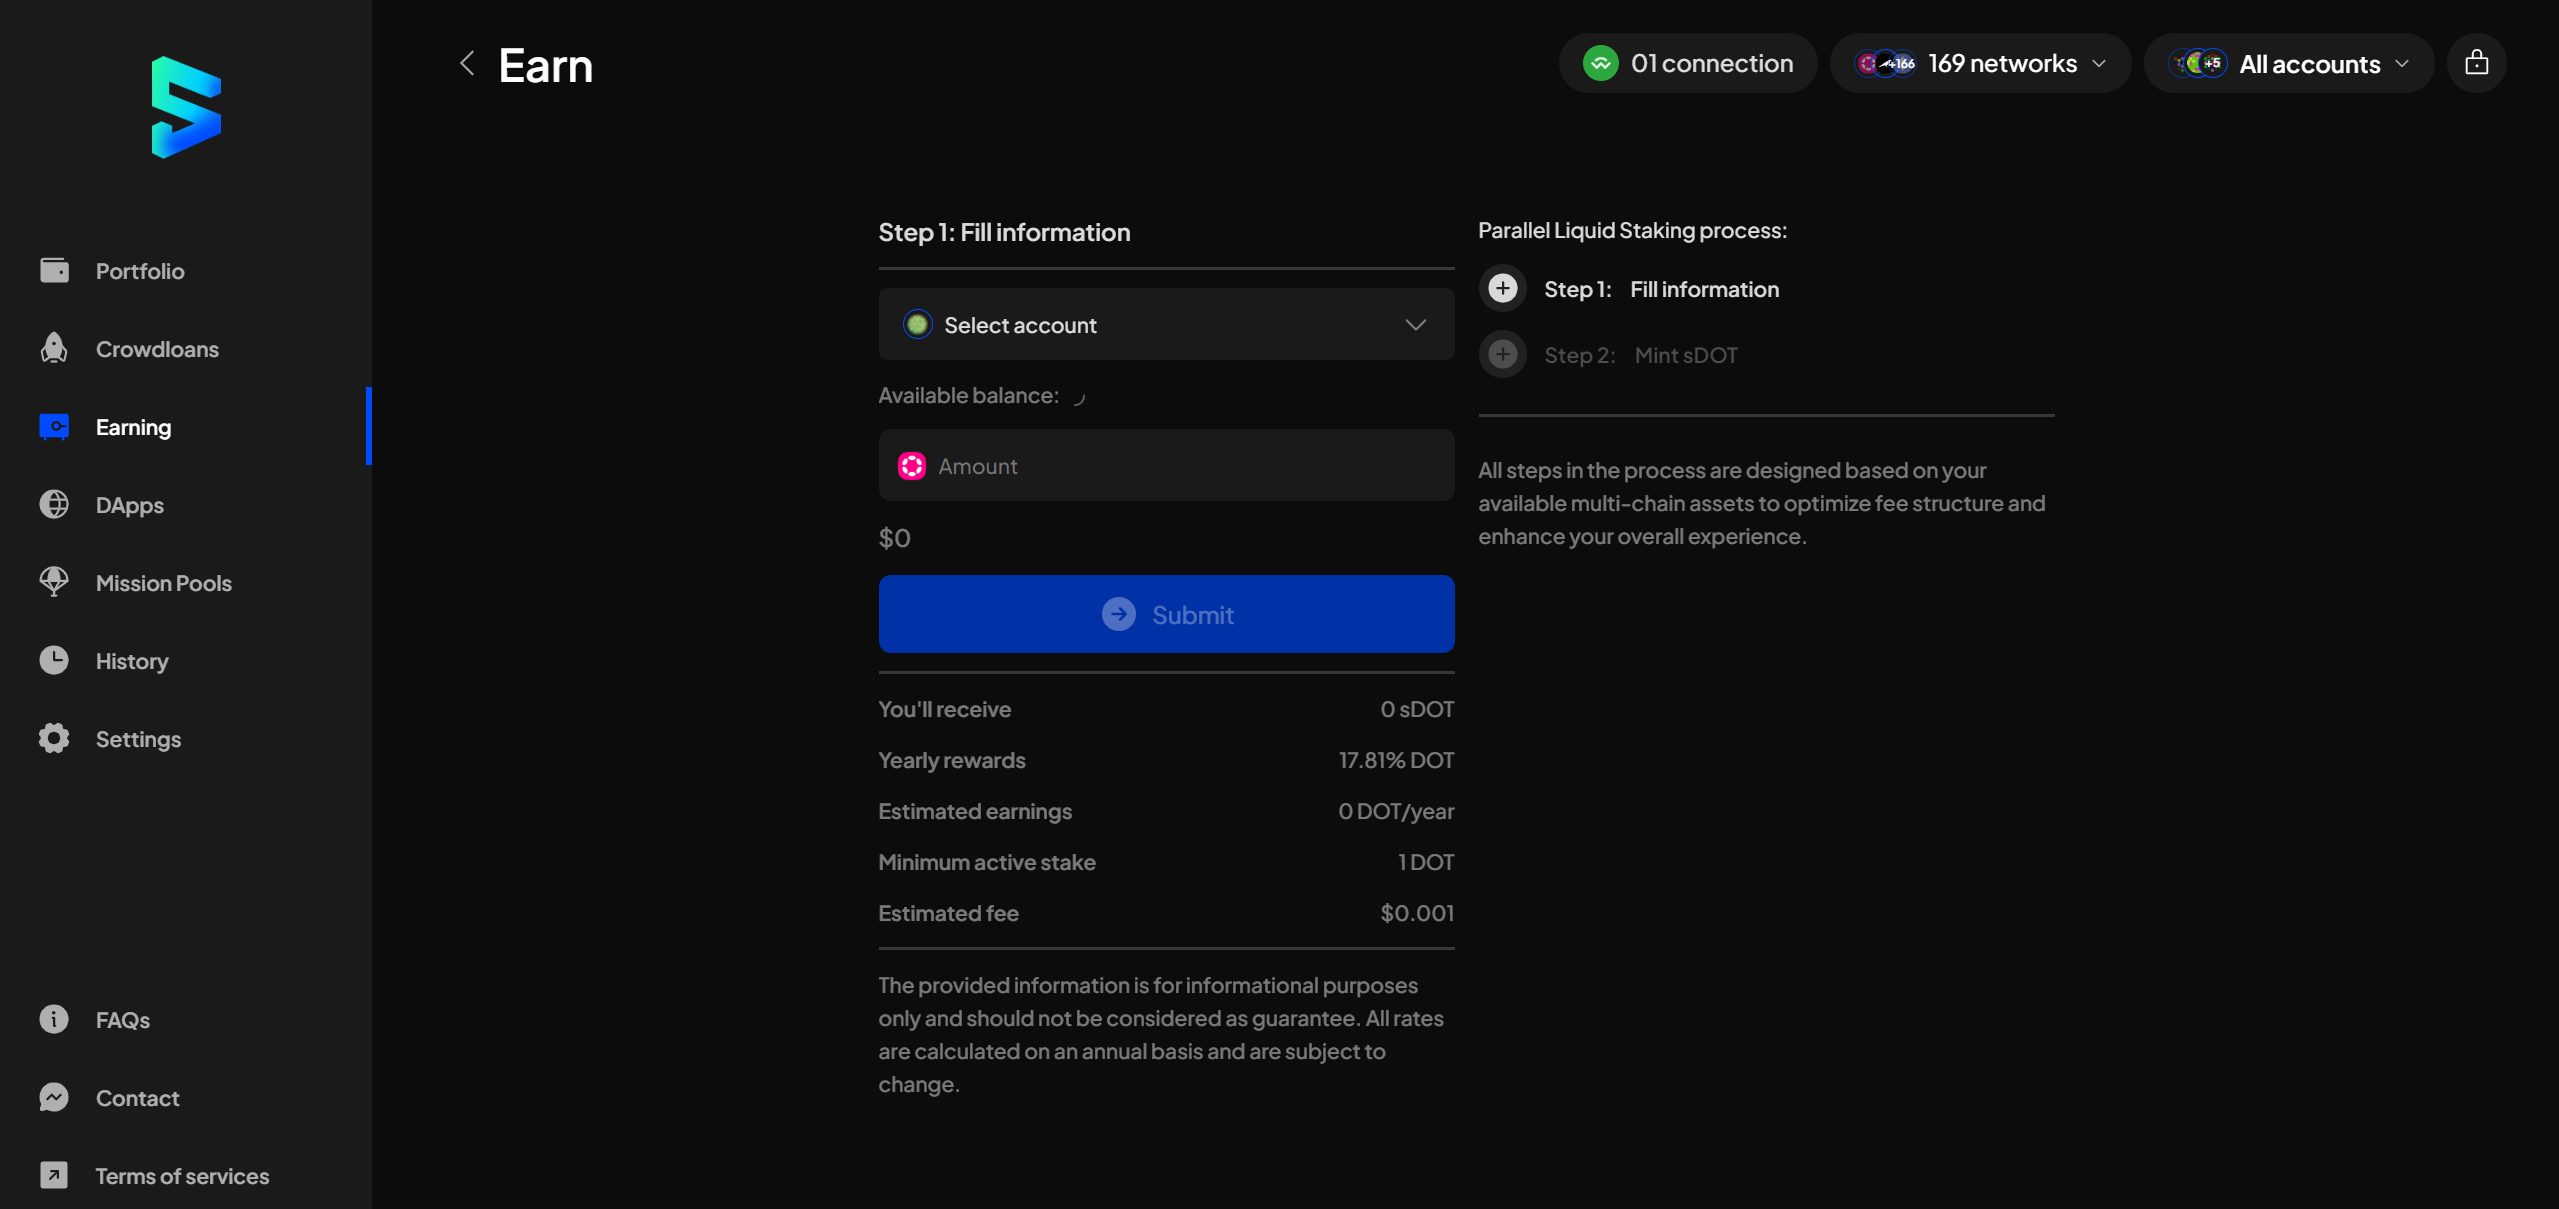 Earn
01 connection
+166
169 networks
+5
All accounts
Portfolio
Crowdloans
Earning
DApps
Mission Pools
History
Settings
FAQs
Contact
Terms of services
Step 1: Fill information
Select account
Available balance:
Amount
$0
Submit
You'll receive 0 sDOT
Yearly rewards 17.81% DOT
Estimated earnings 0 DOT/year
Minimum active stake 1 DOT
Estimated fee $0.001
The provided information is for informational purposes
only and should not be considered as guarantee. All rates
are calculated on an annual basis and are subject to
change.
Parallel Liquid Staking process:
Step 1: Fill information
Step 2: Mint sDOT
All steps in the process are designed based on your
available multi-chain assets to optimize fee structure and
enhance your overall experience.